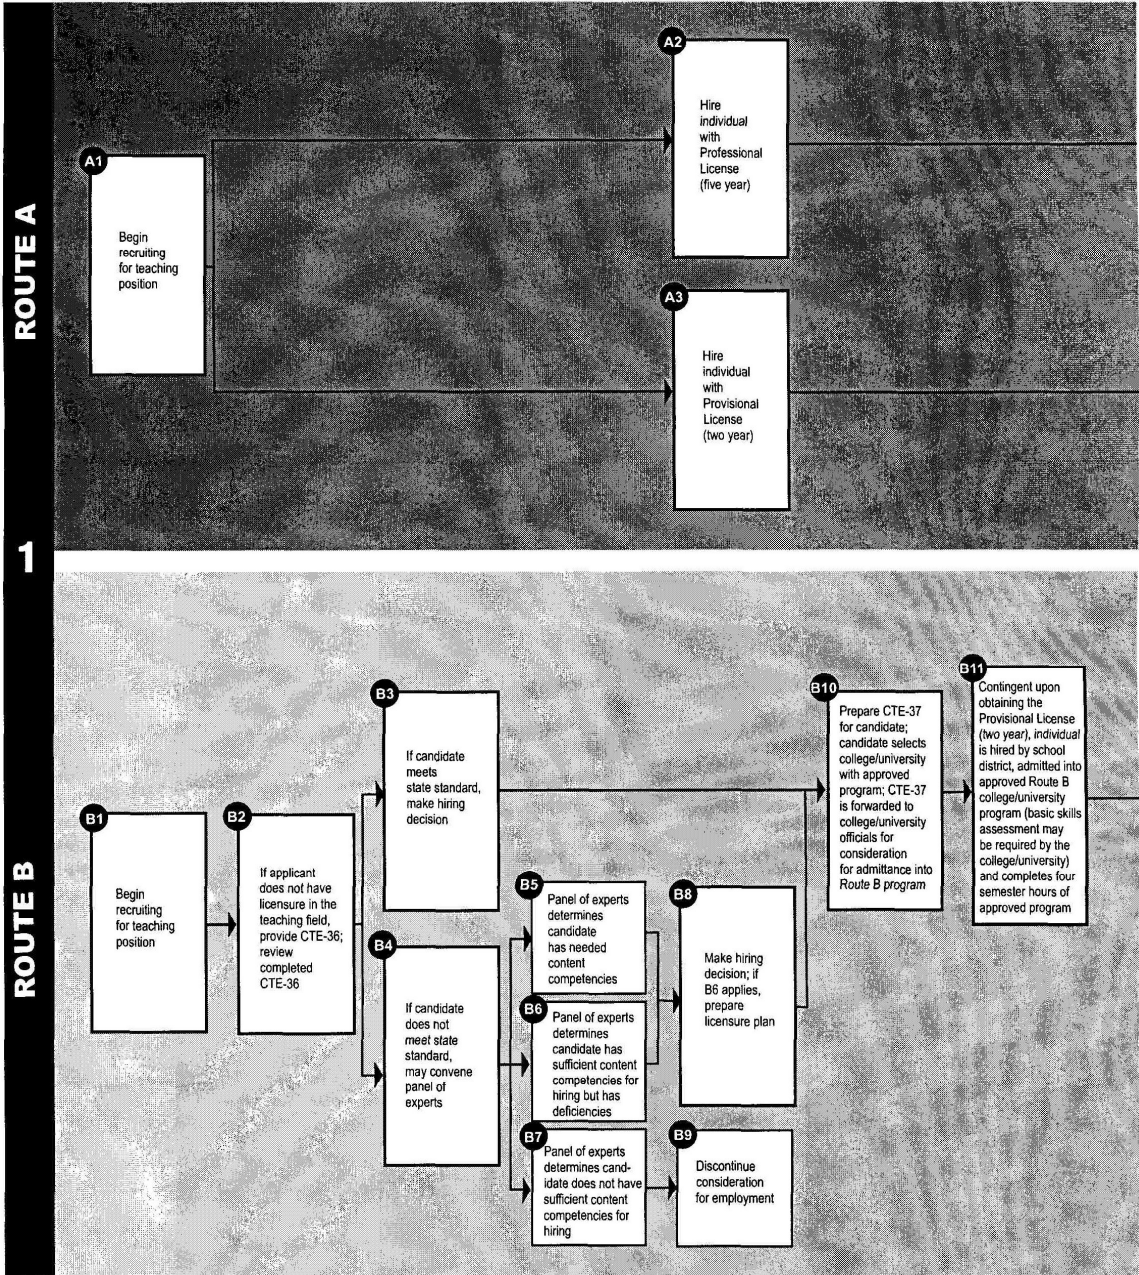 ROUTE A
A1
Begin
recruiting
for teaching
position
A2
Hire
individual
with
Professional
License
(five year)
A3
Hire
individual
with
Provisional
License
(two year)
1
ROUTE B
B1
Begin
recruiting
for teaching
position
B2
If applicant
does not have
licensure in the
teaching field,
provide CTE-36;
review
completed
CTE-36
B3
If candidate
meets
state standard,
make hiring
decision
B4
If candidate
does not
meet state
standard,
may convene
panel of
experts
B5
Panel of experts
determines
candidate
has needed
content
competencies
B6
Panel of experts
determines
candidate has
sufficient content
competencies for
hiring but has
deficiencies
B7
Panel of experts
determines cand-
idate does not have
sufficient content
competencies for
hiring
B8
Make hiring
decision; if
B6 applies,
prepare
licensure plan
B9
Discontinue
consideration
for employment
B10
Prepare CTE-37
for candidate;
candidate selects
college/university
with approved
program; CTE-37
is forwarded to
college/university
officials for
consideration
for admittance into
Route B program
B11
Contingent upon
obtaining the
Provisional License
(two year), individual
is hired by school
district, admitted into
approved Route B
college/university
program (basic skills
assessment may
be required by the
college/university)
and completes four
semester hours of
approved program